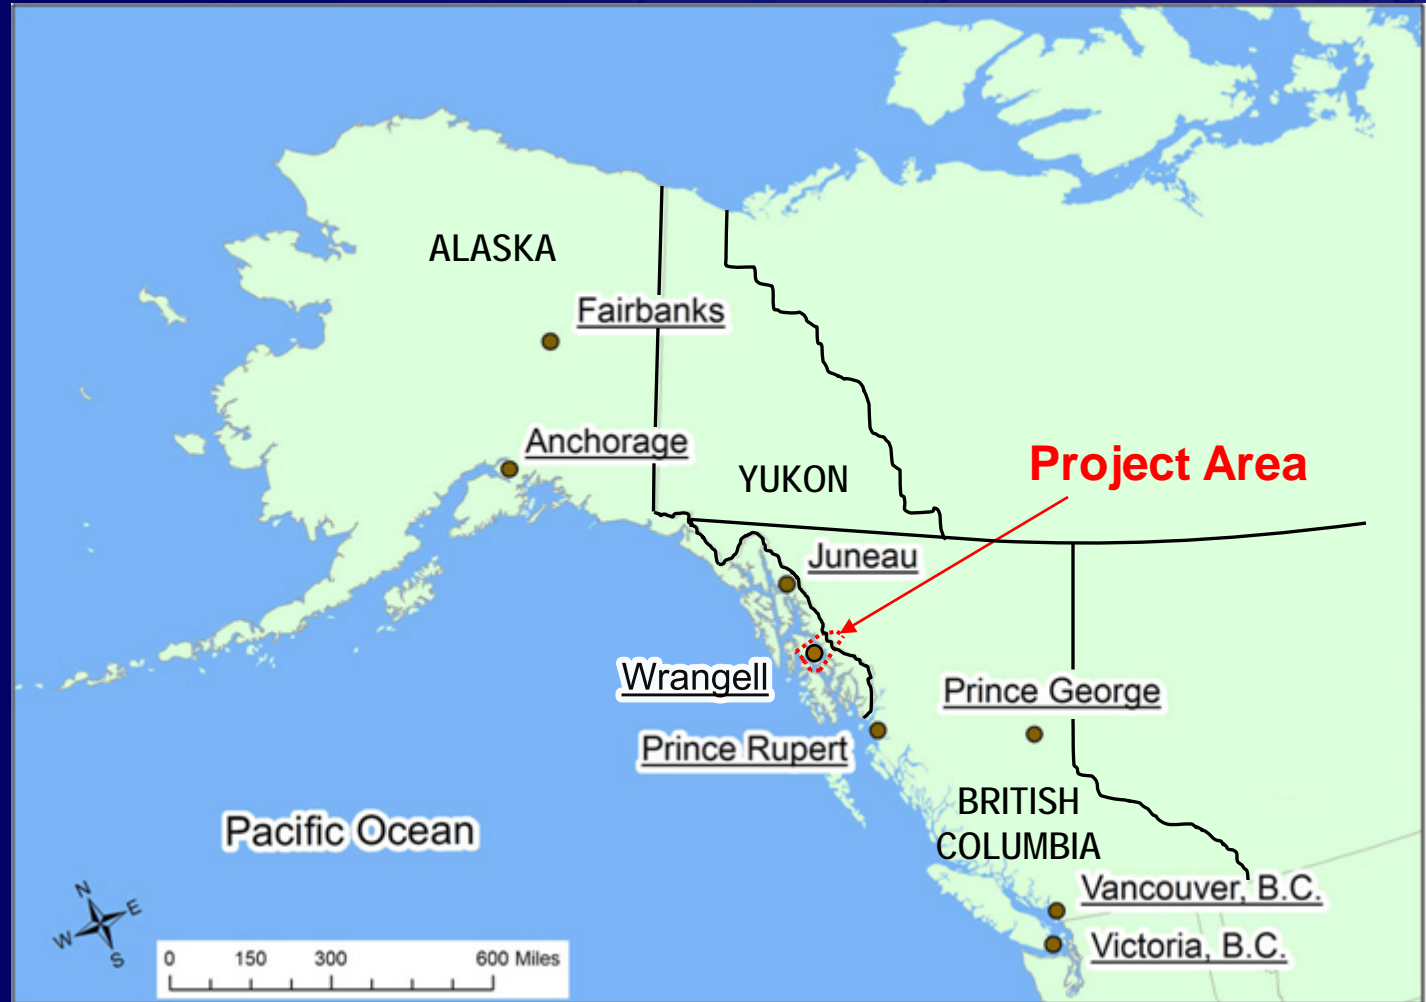 ALASKA
Fairbanks
Anchorage
YUKON
Project Area
Juneau
Wrangell
Prince George
Prince Rupert
BRITISH
COLUMBIA
Pacific Ocean
Vancouver, B.C.
Victoria, B.C.
N
E
W
S
0 150 300 600 Miles